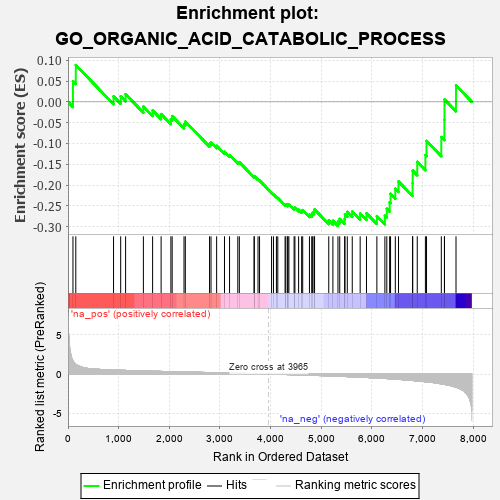 Enrichment plot:
GO_ORGANIC_ACID_CATABOLIC_PROCESS
Enrichment score (ES)
0.10
0.05
0.00
-0.05
-0.10
-0.15
-0.20
-0.25
-0.30
'na_pos' (positively correlated)
Ranked list metric (PreRanked)
5
0
-5
Zero cross at 3965
'na_neg' (negatively correlated)
0 1,000 2,000 3,000 4,000 5,000 6,000 7,000 8,000
Rank in Ordered Dataset
Enrichment profile Hits Ranking metric scores